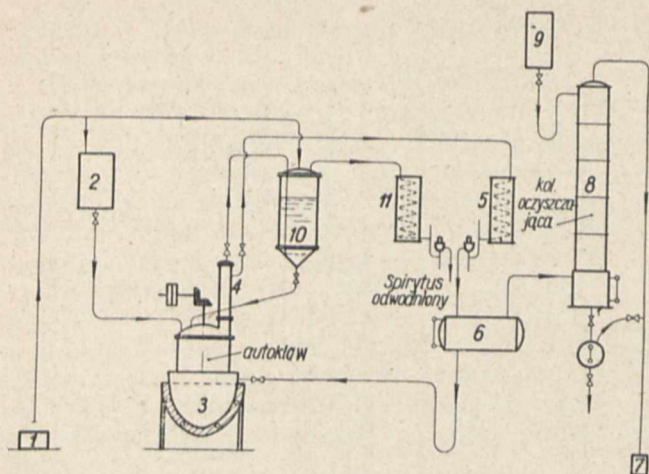 9
2
11
5
kol.
oczyszcza-
jąca
8
10
4
Spirytus
odwodniony
6
autoklaw
3
1
7